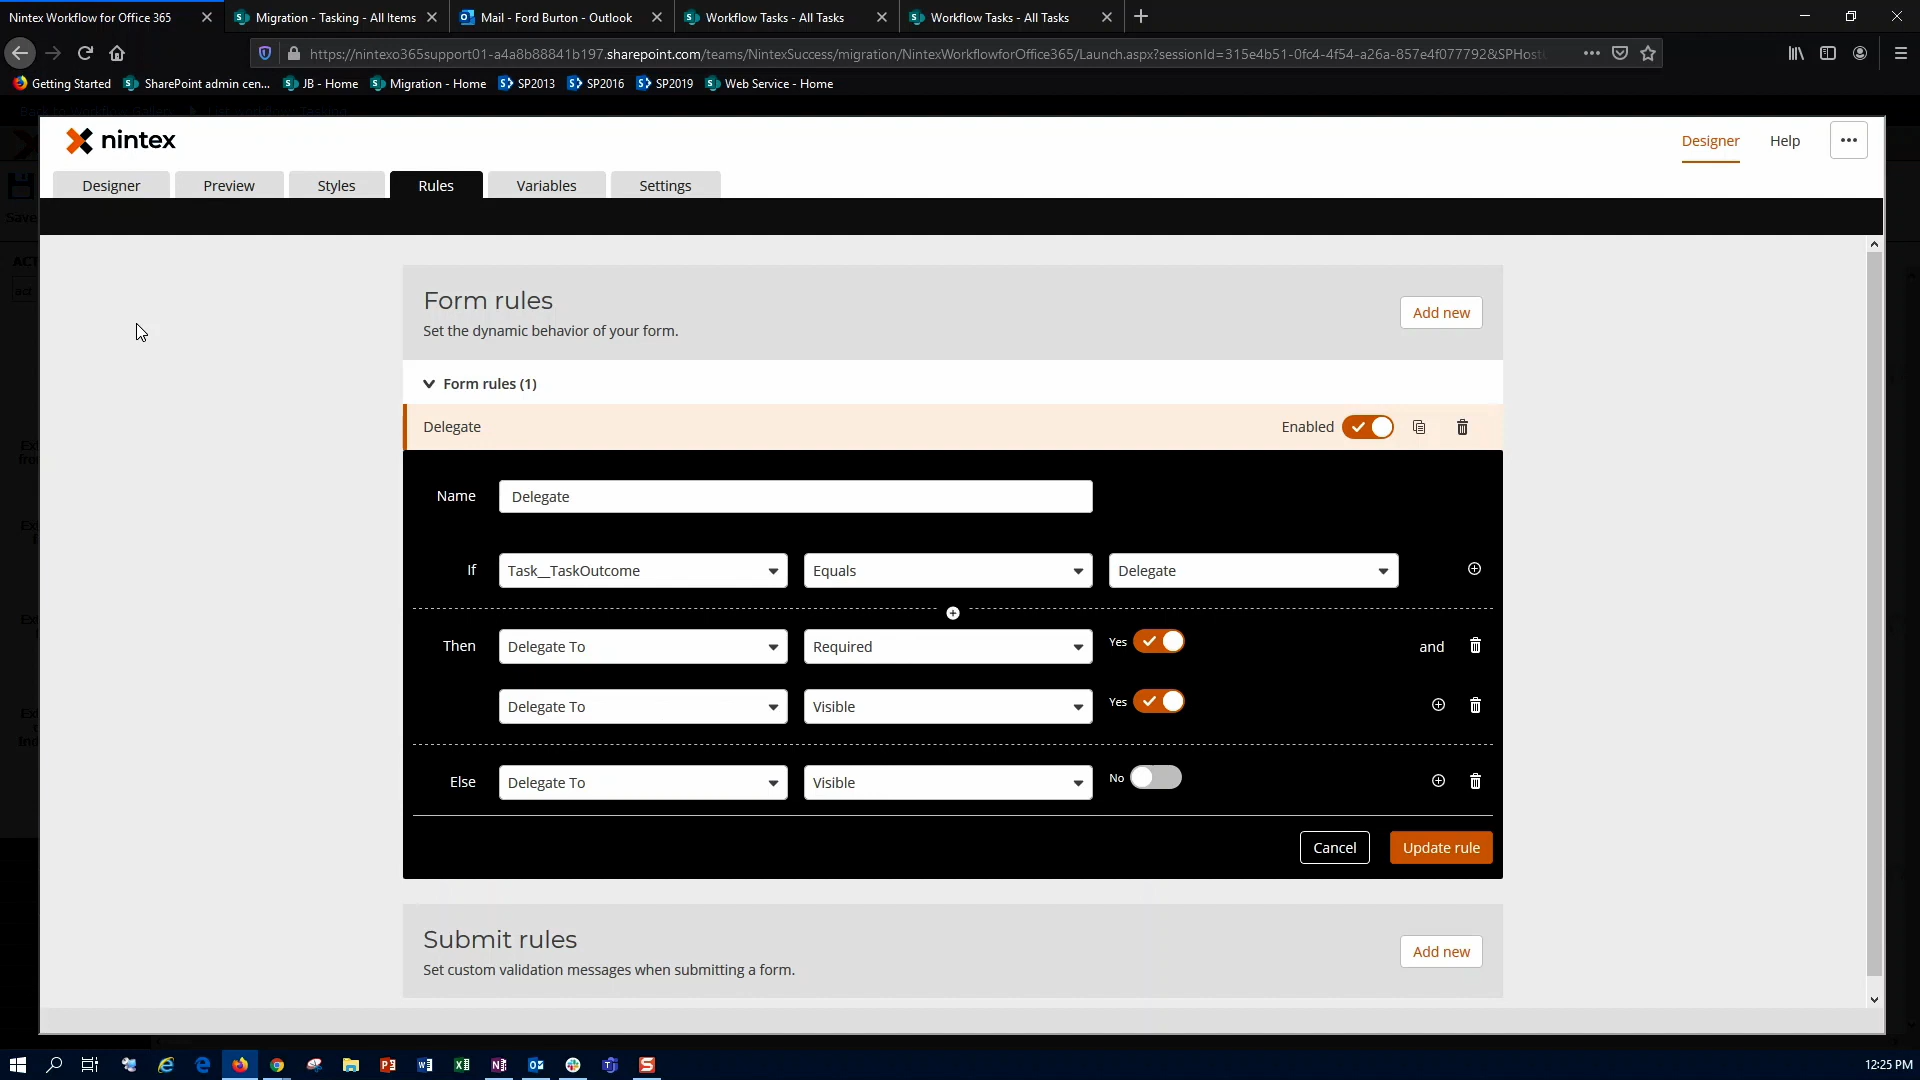 Nintex Workflow for Office 365
Migration - Tasking - All Items
Mail - Ford Burton - Outlook
Workflow Tasks - All Tasks
Workflow Tasks - All Tasks
https://nintexo365support01-a4a8b88841b197.sharepoint.com/teams/NintexSuccess/migration/NintexWorkflowforOffice365/Launch.aspx?sessionId=315e4b51-0fc4-4f54-a26a-857e4f077792&SPHost
Getting Started
SharePoint admin cen...
JB - Home
Migration - Home
SP2013
SP2016
SP2019
Web Service - Home
nintex
Designer
Help
Designer
Preview
Styles
Rules
Variables
Settings
Save
Form rules
Set the dynamic behavior of your form.
Add new
Form rules (1)
Delegate
Enabled
Name
Delegate
If
Task__TaskOutcome
Equals
Delegate
Then
Delegate To
Required
Yes
and
Delegate To
Visible
Yes
Else
Delegate To
Visible
No
Cancel
Update rule
Submit rules
Set custom validation messages when submitting a form.
Add new
12:25 PM